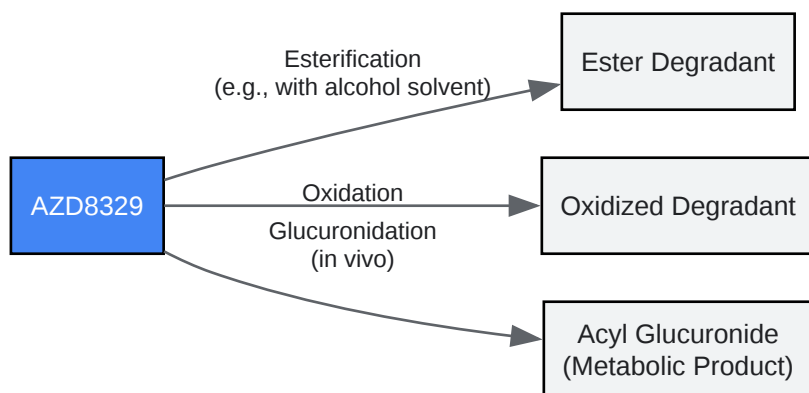 Esterification
(e.g., with alcohol solvent)
Ester Degradant
AZD8329
Oxidation
Oxidized Degradant
Glucuronidation
(in vivo)
Acyl Glucuronide
(Metabolic Product)